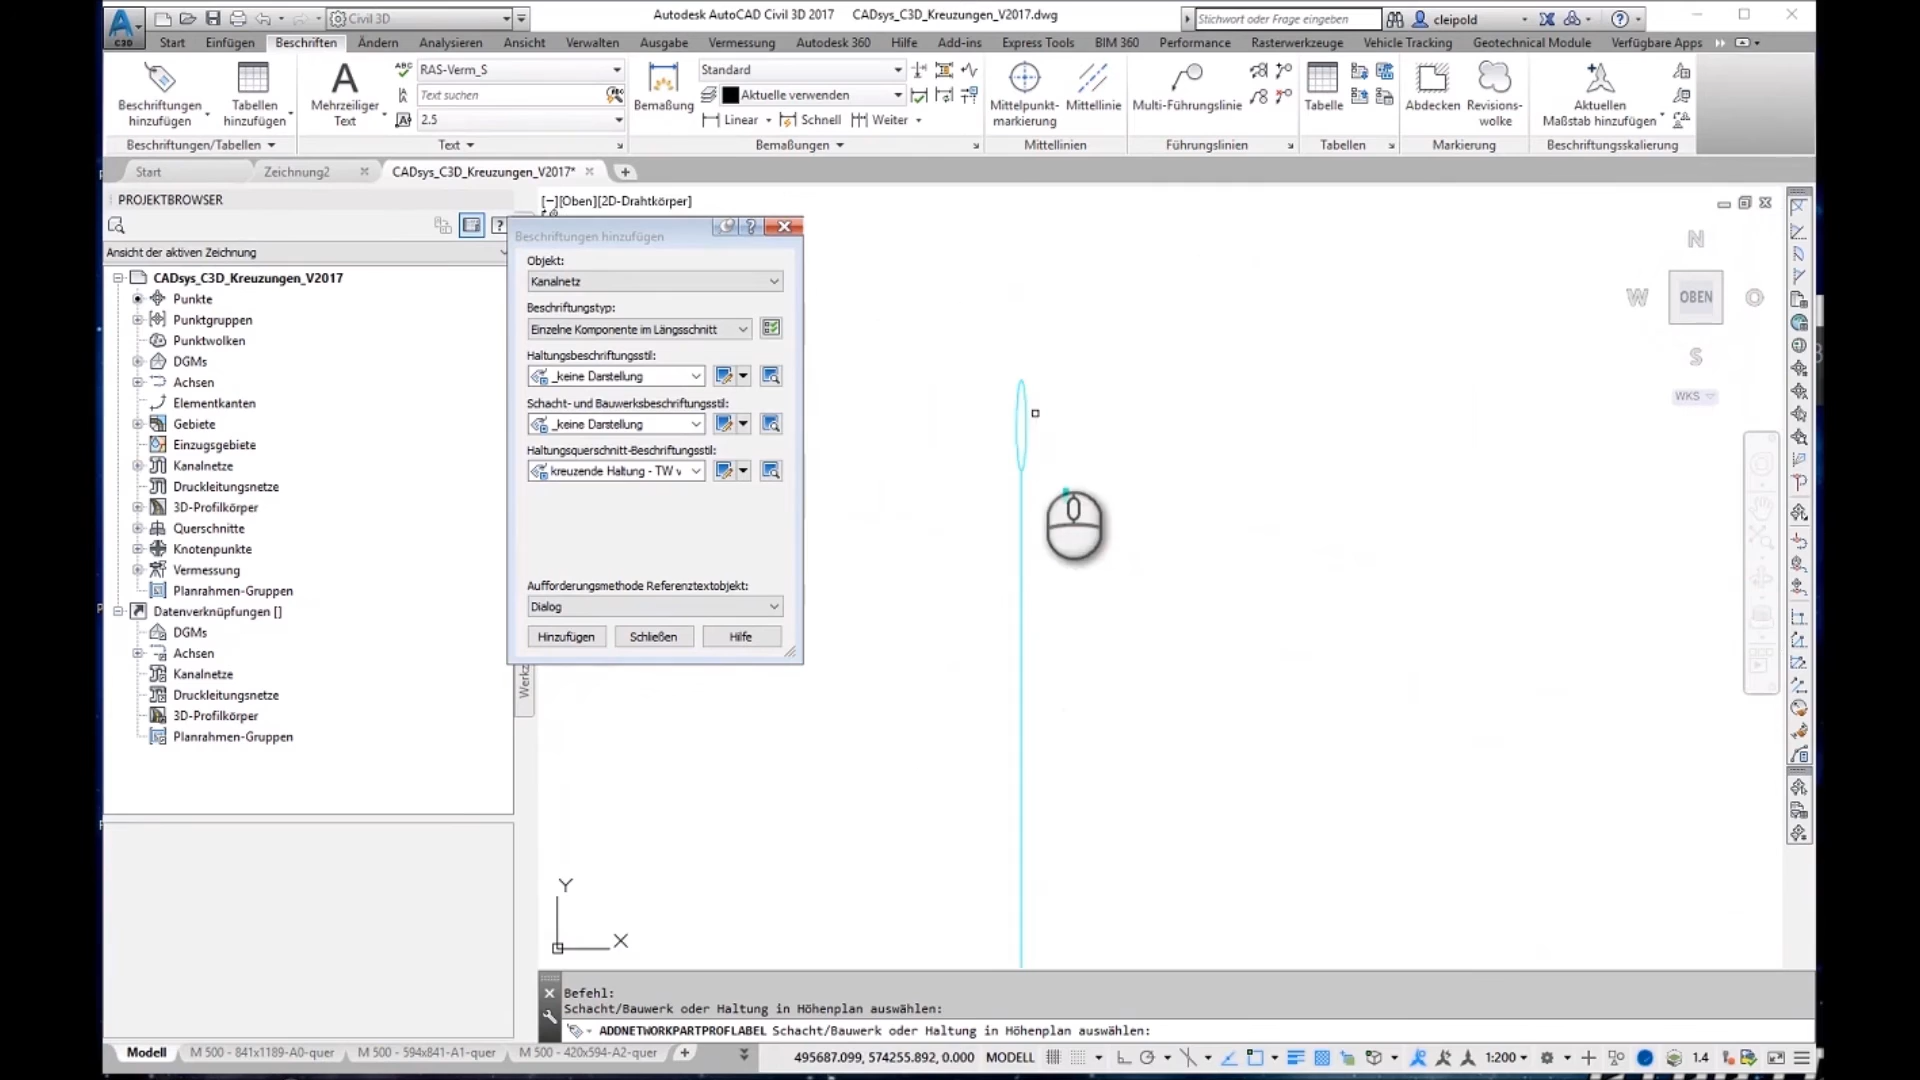 C3D
Civil 3D
Autodesk AutoCAD Civil 3D 2017 CADsys_C3D_Kreuzungen_V2017.dwg
Stichwort oder Frage eingeben
cleipold
Start Einfügen Beschriften Ändern Analysieren Ansicht Verwalten Ausgabe Vermessung Autodesk 360 Hilfe Add-ins Express Tools BIM 360 Performance Rasterwerkzeuge Vehicle Tracking Geotechnical Module Verfügbare Apps
Beschriftungen hinzufügen
Tabellen hinzufügen
Mehrzeiliger Text
RAS-Verm_S
Text suchen
2.5
Bemaßung
Standard
Aktuelle verwenden
Linear Schnell Weiter
Mittelpunkt-markierung
Mittellinie
Multi-Führungslinie
Tabelle
Abdecken
Revisions-wolke
Aktuellen Maßstab hinzufügen
Beschriftungen/Tabellen Text Bemaßungen Mittellinien Führungslinien Tabellen Markierung Beschriftungsskalierung
Start Zeichnung2 CADsys_C3D_Kreuzungen_V2017*
PROJEKTBROWSER
Ansicht der aktiven Zeichnung
CADsys_C3D_Kreuzungen_V2017
Punkte
Punktgruppen
Punktwolken
DGMs
Achsen
Elementkanten
Gebiete
Einzugsgebiete
Kanalnetze
Druckleitungsnetze
3D-Profilkörper
Querschnitte
Knotenpunkte
Vermessung
Planrahmen-Gruppen
Datenverknüpfungen []
DGMs
Achsen
Kanalnetze
Druckleitungsnetze
3D-Profilkörper
Planrahmen-Gruppen
[−][Oben][2D-Drahtkörper]
Beschriftungen hinzufügen
Objekt:
Kanalnetz
Beschriftungstyp:
Einzelne Komponente im Längsschnitt
Haltungsbeschriftungsstil:
_keine Darstellung
Schacht- und Bauwerksbeschriftungsstil:
_keine Darstellung
Haltungsquerschnitt-Beschriftungsstil:
kreuzende Haltung - TW v
Aufforderungsmethode Referenztextobjekt:
Dialog
Hinzufügen Schließen Hilfe
Werkz
N
W OBEN O
S
WKS
Y
X
Befehl:
Schacht/Bauwerk oder Haltung in Höhenplan auswählen:
ADDNETWORKPARTPROFLABEL Schacht/Bauwerk oder Haltung in Höhenplan auswählen:
Modell M 500 - 841x1189-A0-quer M 500 - 594x841-A1-quer M 500 - 420x594-A2-quer
495687.099, 574255.892, 0.000 MODELL 1:200 1.4